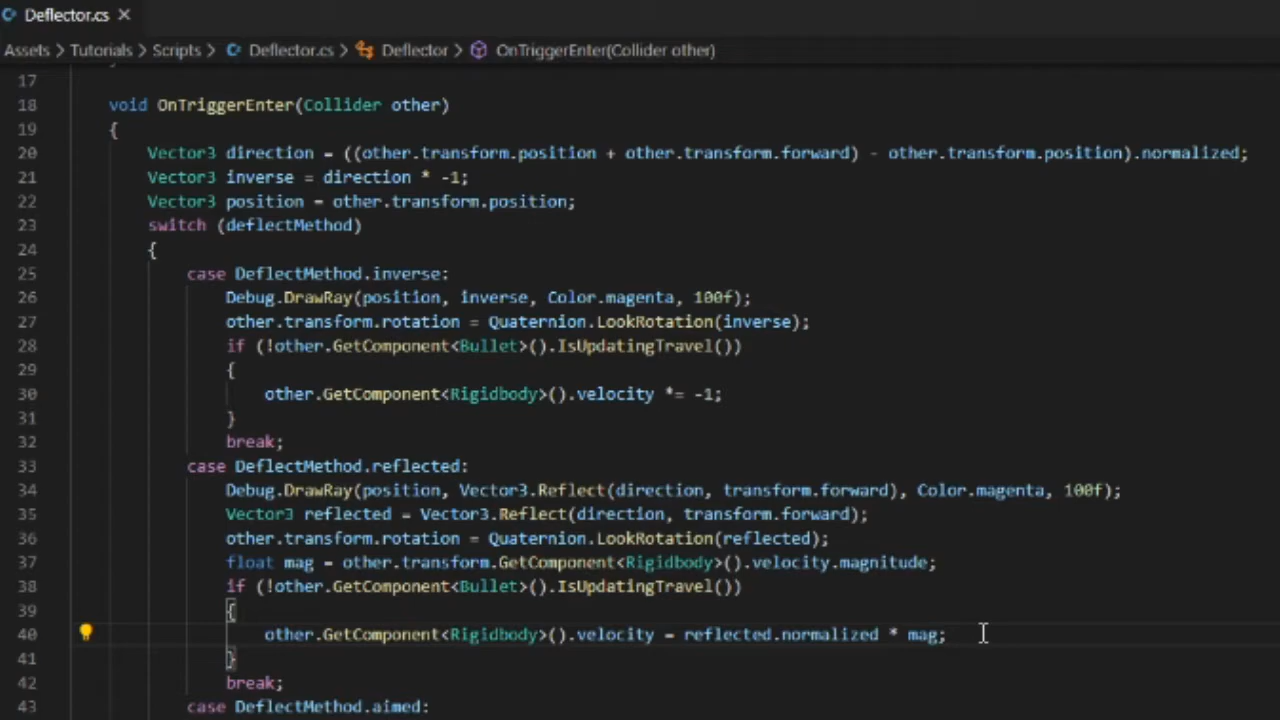 Deflector.cs ×
Assets > Tutorials > Scripts > Deflector.cs > Deflector > OnTriggerEnter(Collider other)
17
18 void OnTriggerEnter(Collider other)
19 {
20 Vector3 direction = ((other.transform.position + other.transform.forward) - other.transform.position).normalized;
21 Vector3 inverse = direction * -1;
22 Vector3 position = other.transform.position;
23 switch (deflectMethod)
24 {
25 case DeflectMethod.inverse:
26 Debug.DrawRay(position, inverse, Color.magenta, 100f);
27 other.transform.rotation = Quaternion.LookRotation(inverse);
28 if (!other.GetComponent<Bullet>().IsUpdatingTravel())
29 {
30 other.GetComponent<Rigidbody>().velocity *= -1;
31 }
32 break;
33 case DeflectMethod.reflected:
34 Debug.DrawRay(position, Vector3.Reflect(direction, transform.forward), Color.magenta, 100f);
35 Vector3 reflected = Vector3.Reflect(direction, transform.forward);
36 other.transform.rotation = Quaternion.LookRotation(reflected);
37 float mag = other.transform.GetComponent<Rigidbody>().velocity.magnitude;
38 if (!other.GetComponent<Bullet>().IsUpdatingTravel())
39 {
40 other.GetComponent<Rigidbody>().velocity = reflected.normalized * mag;
41 }
42 break;
43 case DeflectMethod.aimed: